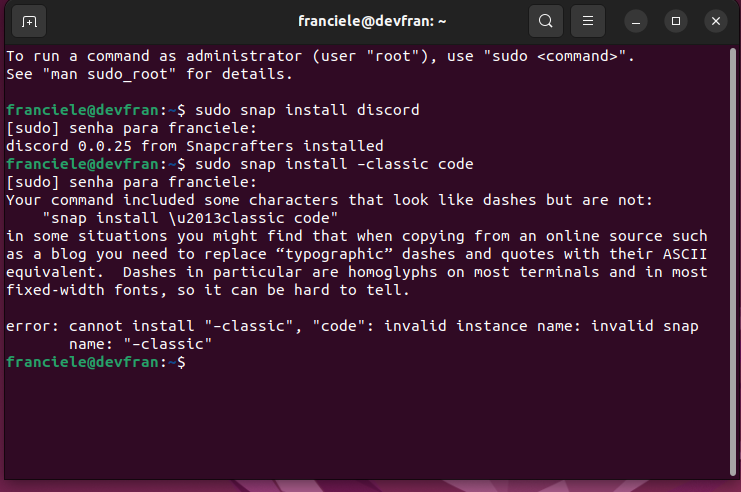 franciele@devfran: ~
To run a command as administrator (user "root"), use "sudo <command>".
See "man sudo_root" for details.
franciele@devfran:~$ sudo snap install discord
[sudo] senha para franciele:
discord 0.0.25 from Snapcrafters installed
franciele@devfran:~$ sudo snap install –classic code
[sudo] senha para franciele:
Your command included some characters that look like dashes but are not:
    "snap install \u2013classic code"
in some situations you might find that when copying from an online source such
as a blog you need to replace “typographic” dashes and quotes with their ASCII
equivalent.  Dashes in particular are homoglyphs on most terminals and in most
fixed-width fonts, so it can be hard to tell.
error: cannot install "–classic", "code": invalid instance name: invalid snap
       name: "–classic"
franciele@devfran:~$